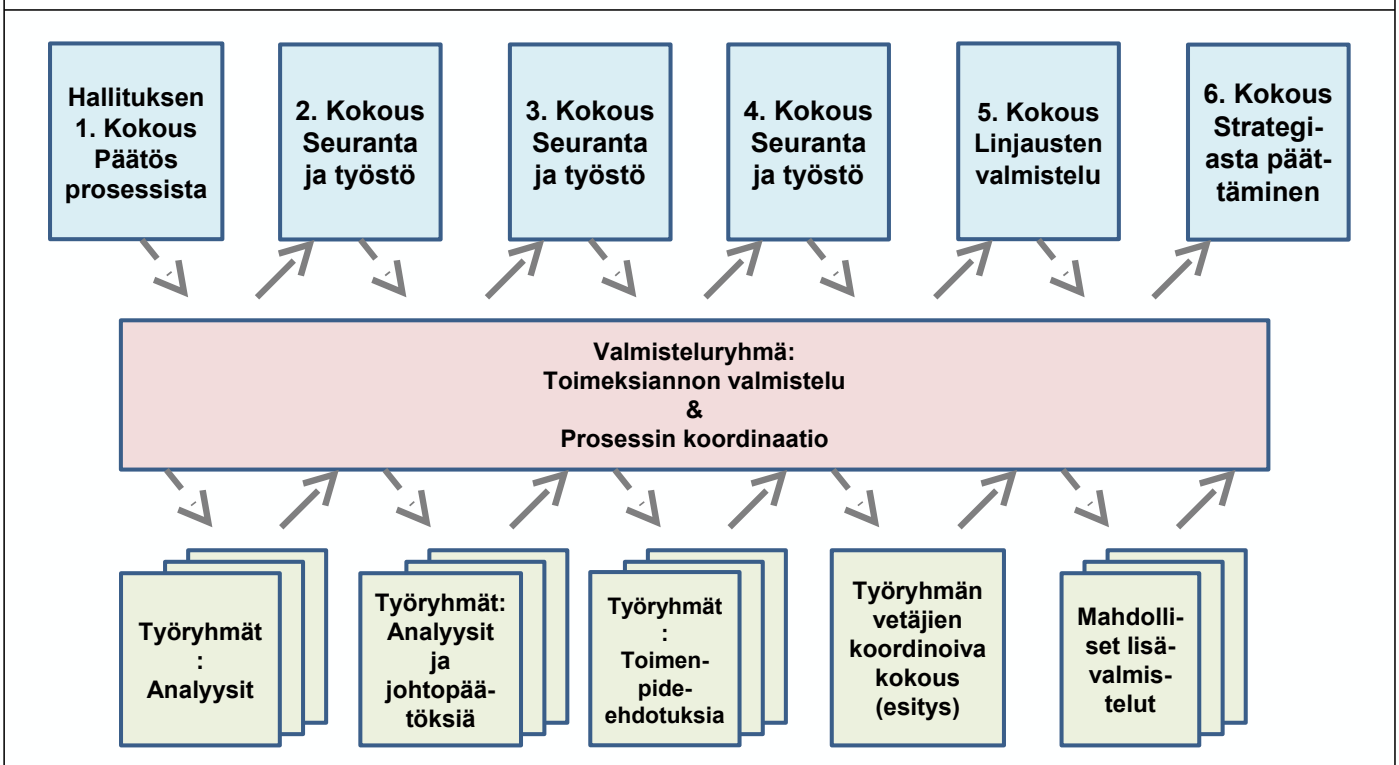 Hallituksen
1. Kokous
Päätös
prosessista
2. Kokous
Seuranta
ja työstö
3. Kokous
Seuranta
ja työstö
4. Kokous
Seuranta
ja työstö
5. Kokous
Linjausten
valmistelu
6. Kokous
Strategi-
asta päät-
täminen
Valmisteluryhmä:
Toimeksiannon valmistelu
&
Prosessin koordinaatio
Työryhmät
:
Analyysit
Työryhmät:
Analyysit
ja
johtopää-
töksiä
Työryhmät
:
Toimen-
pide-
ehdotuksia
Työryhmän
vetäjien
koordinoiva
kokous
(esitys)
Mahdolli-
set lisä-
valmis-
telut